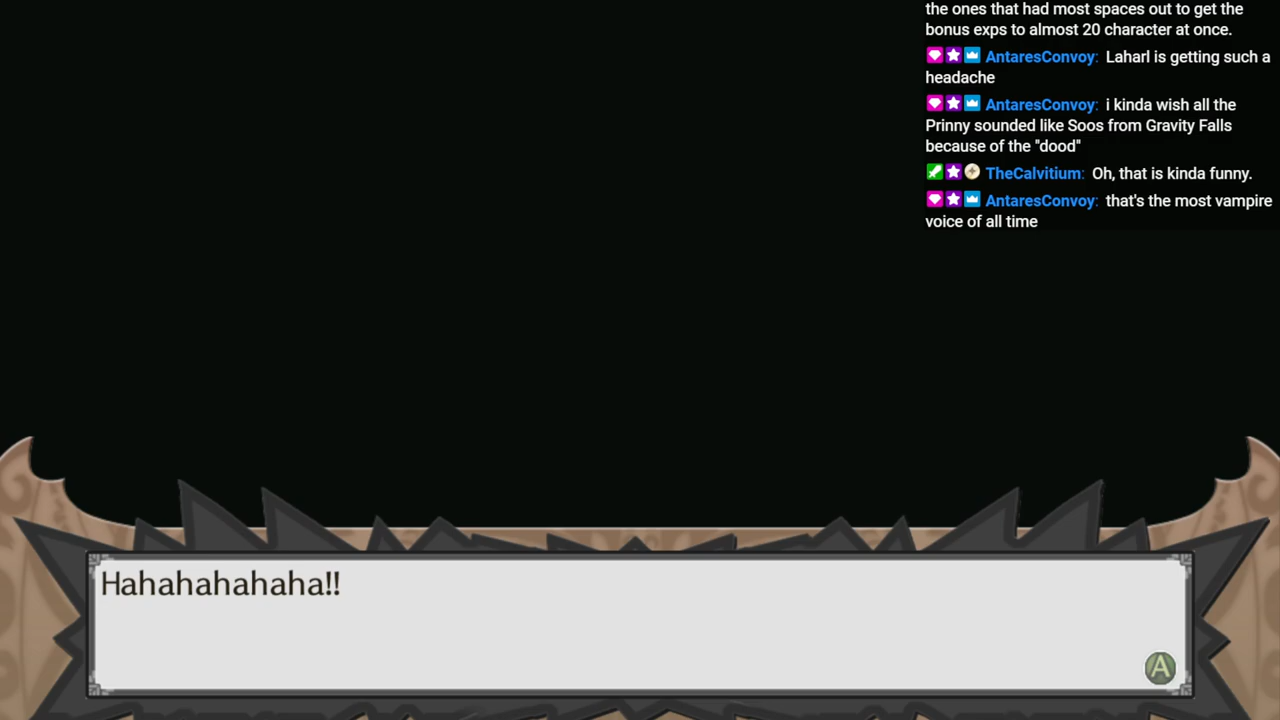 the ones that had most spaces out to get the
bonus exps to almost 20 character at once.
AntaresConvoy: Laharl is getting such a
headache
AntaresConvoy: i kinda wish all the
Prinny sounded like Soos from Gravity Falls
because of the "dood"
TheCalvitium: Oh, that is kinda funny.
AntaresConvoy: that's the most vampire
voice of all time
Hahahahahaha!!
A